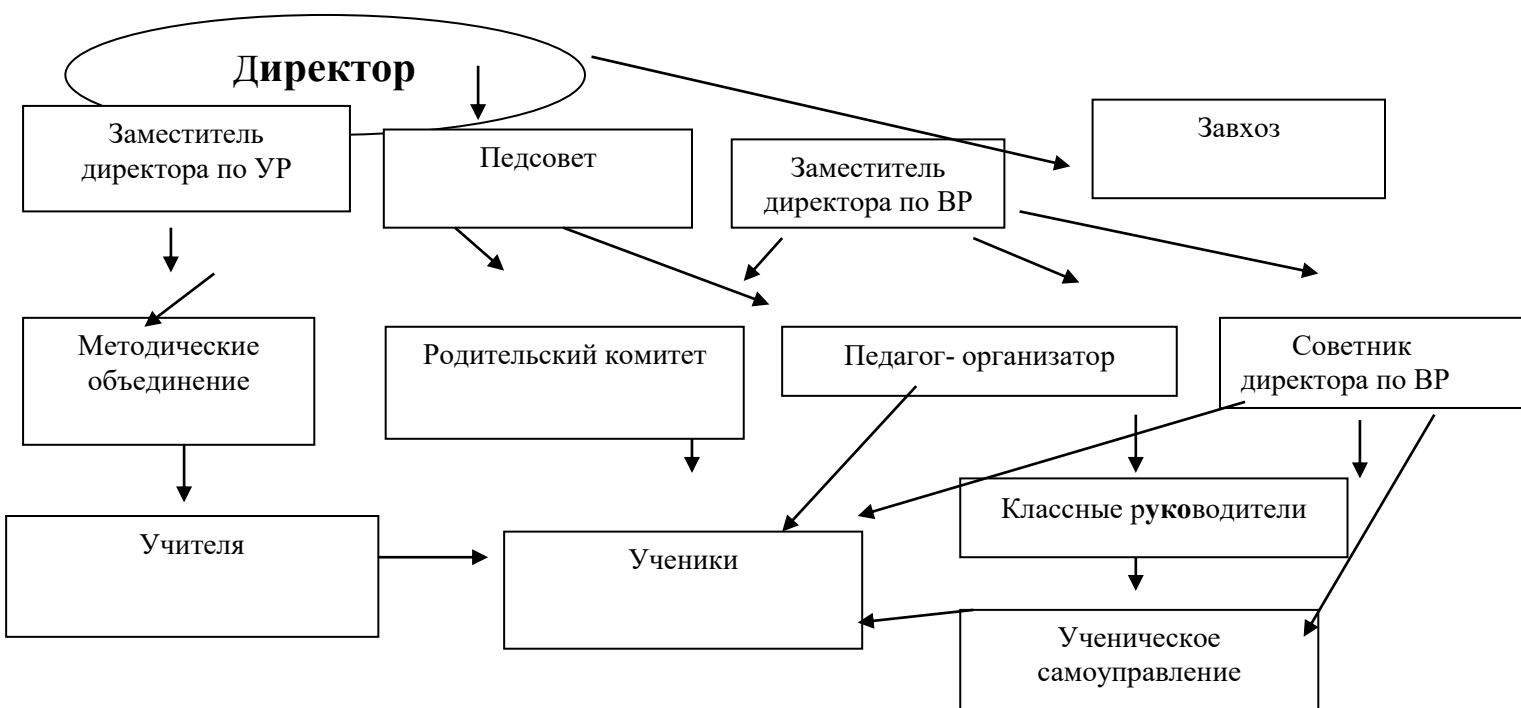 Директор
Заместитель
директора по УР
Педсовет
Заместитель
директора по ВР
Завхоз
Методические
объединение
Родительский комитет
Педагог- организатор
Советник
директора по ВР
Учителя
Ученики
Классные руководители
Ученическое
самоуправление